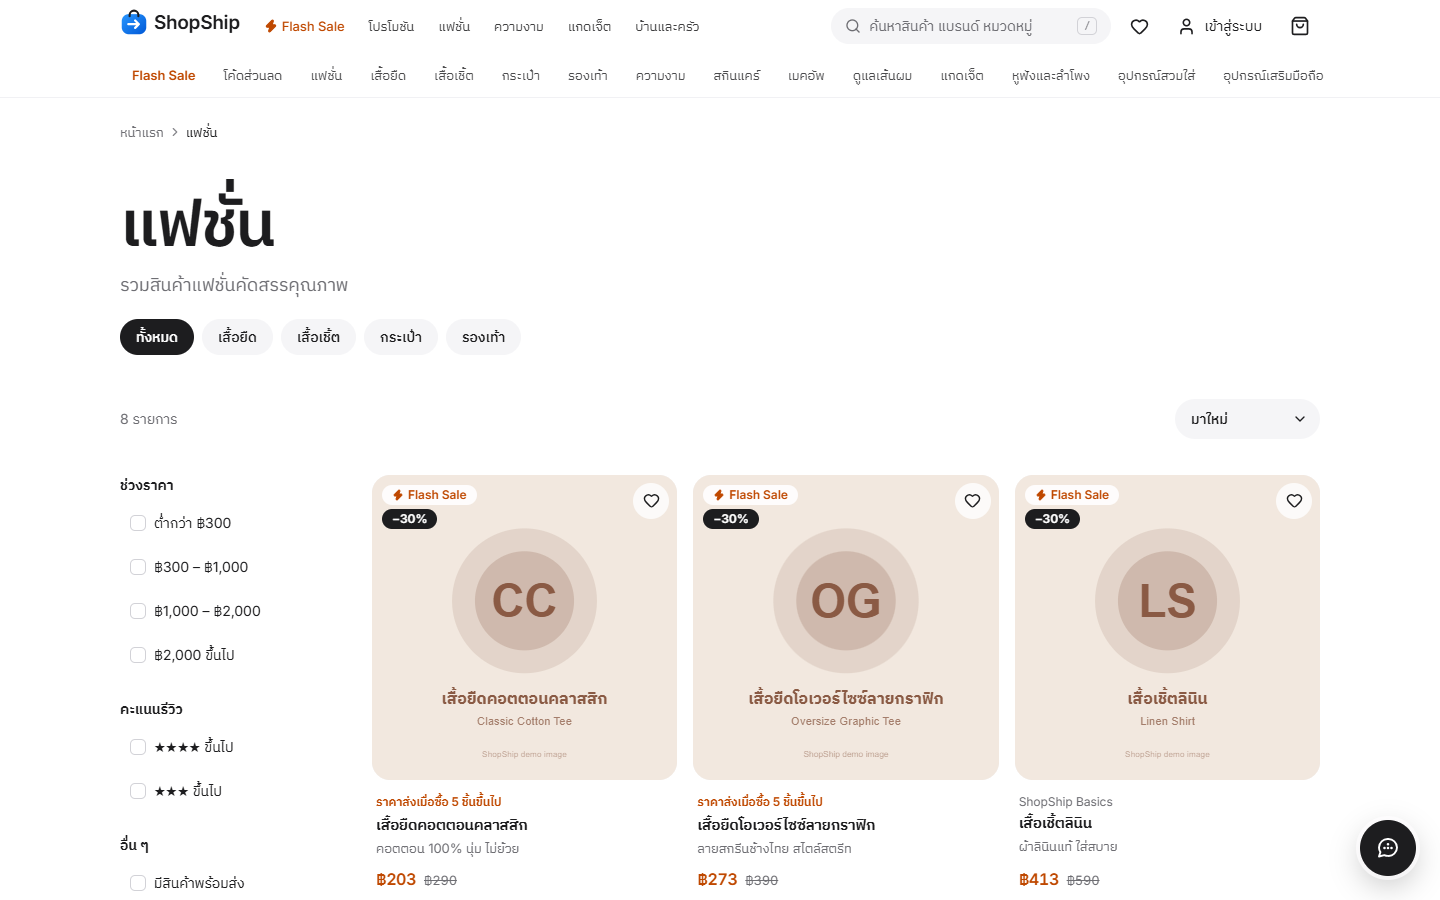 ShopShip
Flash Sale
โปรโมชัน
แฟชั่น
ความงาม
แกดเจ็ต
บ้านและครัว
ค้นหาสินค้า แบรนด์ หมวดหมู่
/
เข้าสู่ระบบ
Flash Sale
โค้ดส่วนลด
แฟชั่น
เสื้อยืด
เสื้อเชิ้ต
กระเป๋า
รองเท้า
ความงาม
สกินแคร์
เมคอัพ
ดูแลเส้นผม
แกดเจ็ต
หูฟังและลำโพง
อุปกรณ์สวมใส่
อุปกรณ์เสริมมือถือ
หน้าแรก
แฟชั่น
แฟชั่น
รวมสินค้าแฟชั่นคัดสรรคุณภาพ
ทั้งหมด
เสื้อยืด
เสื้อเชิ้ต
กระเป๋า
รองเท้า
8 รายการ
มาใหม่
ช่วงราคา
ต่ำกว่า ฿300
฿300 – ฿1,000
฿1,000 – ฿2,000
฿2,000 ขึ้นไป
คะแนนรีวิว
★★★★ ขึ้นไป
★★★ ขึ้นไป
อื่น ๆ
มีสินค้าพร้อมส่ง
Flash Sale
−30%
CC
เสื้อยืดคอตตอนคลาสสิก
Classic Cotton Tee
ShopShip demo image
ราคาส่งเมื่อซื้อ 5 ชิ้นขึ้นไป
เสื้อยืดคอตตอนคลาสสิก
คอตตอน 100% นุ่ม ไม่ย้วย
฿203 ฿290
Flash Sale
−30%
OG
เสื้อยืดโอเวอร์ไซซ์ลายกราฟิก
Oversize Graphic Tee
ShopShip demo image
ราคาส่งเมื่อซื้อ 5 ชิ้นขึ้นไป
เสื้อยืดโอเวอร์ไซซ์ลายกราฟิก
ลายสกรีนช้างไทย สไตล์สตรีท
฿273 ฿390
Flash Sale
−30%
LS
เสื้อเชิ้ตลินิน
Linen Shirt
ShopShip demo image
ShopShip Basics
เสื้อเชิ้ตลินิน
ผ้าลินินแท้ ใส่สบาย
฿413 ฿590